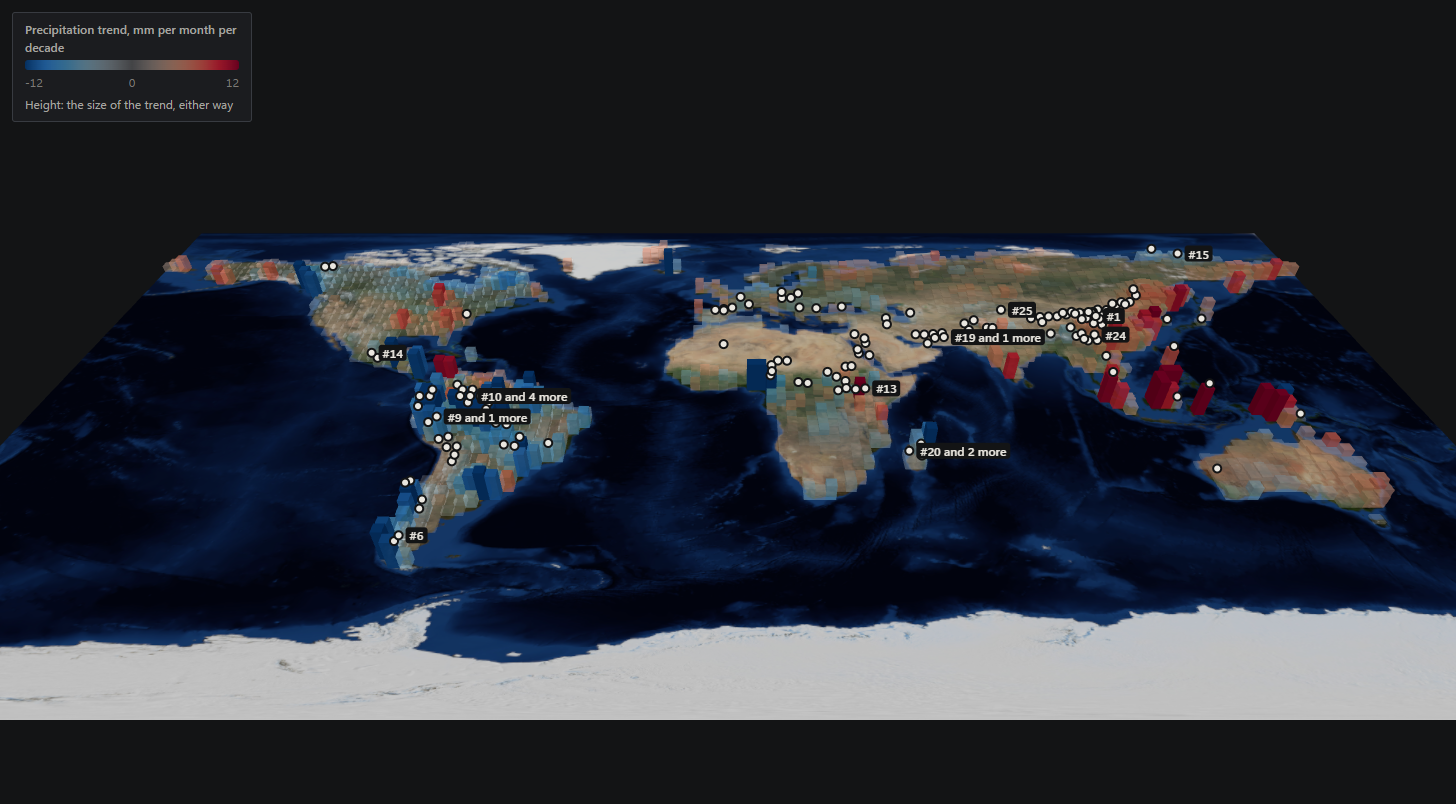 Precipitation trend, mm per month per
decade
-12 0 12
Height: the size of the trend, either way
#15
#25
#1
#24
#19 and 1 more
#14
#13
#10 and 4 more
#9 and 1 more
#20 and 2 more
#6